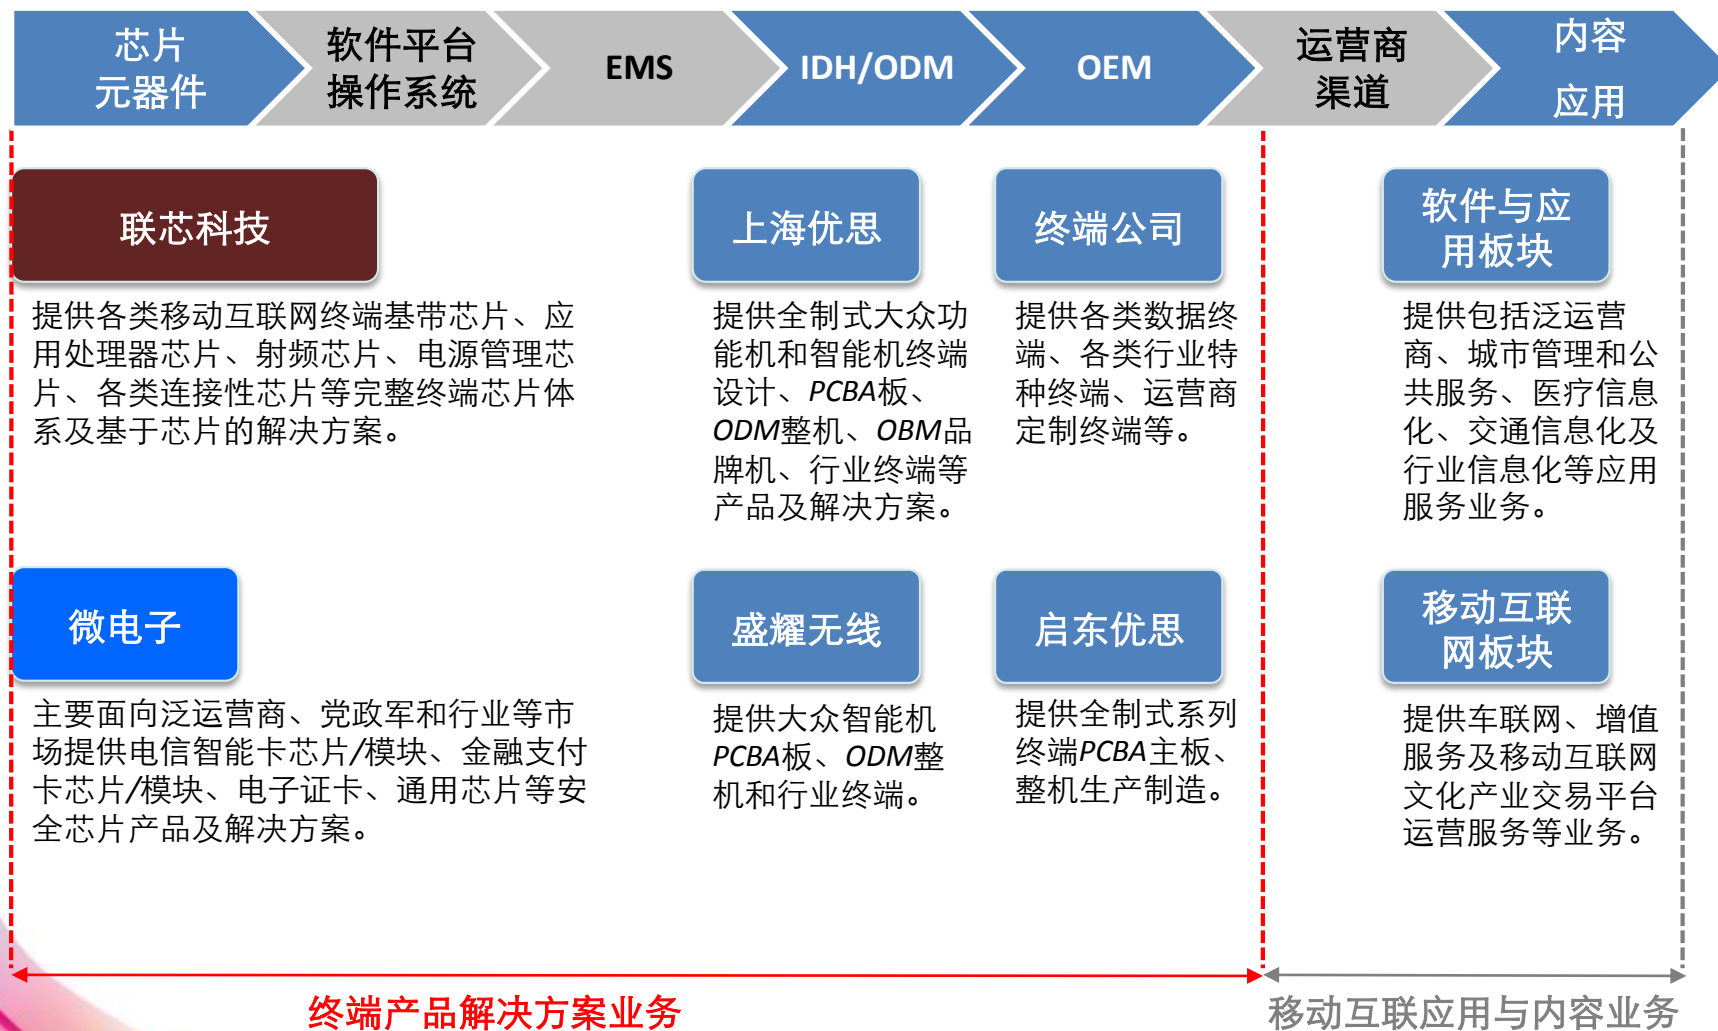 芯片
元器件
软件平台
操作系统
EMS
IDH/ODM
OEM
运营商
渠道
内容
应用
联芯科技
提供各类移动互联网终端基带芯片、应
用处理器芯片、射频芯片、电源管理芯
片、各类连接性芯片等完整终端芯片体
系及基于芯片的解决方案。
上海优思
提供全制式大众功
能机和智能机终端
设计、PCBA板、
ODM整机、OBM品
牌机、行业终端等
产品及解决方案。
终端公司
提供各类数据终
端、各类行业特
种终端、运营商
定制终端等。
软件与应
用板块
提供包括泛运营
商、城市管理和公
共服务、医疗信息
化、交通信息化及
行业信息化等应用
服务业务。
微电子
主要面向泛运营商、党政军和行业等市
场提供电信智能卡芯片/模块、金融支付
卡芯片/模块、电子证卡、通用芯片等安
全芯片产品及解决方案。
盛耀无线
提供大众智能机
PCBA板、ODM整
机和行业终端。
启东优思
提供全制式系列
终端PCBA主板、
整机生产制造。
移动互联
网板块
提供车联网、增值
服务及移动互联网
文化产业交易平台
运营服务等业务。
终端产品解决方案业务
移动互联应用与内容业务